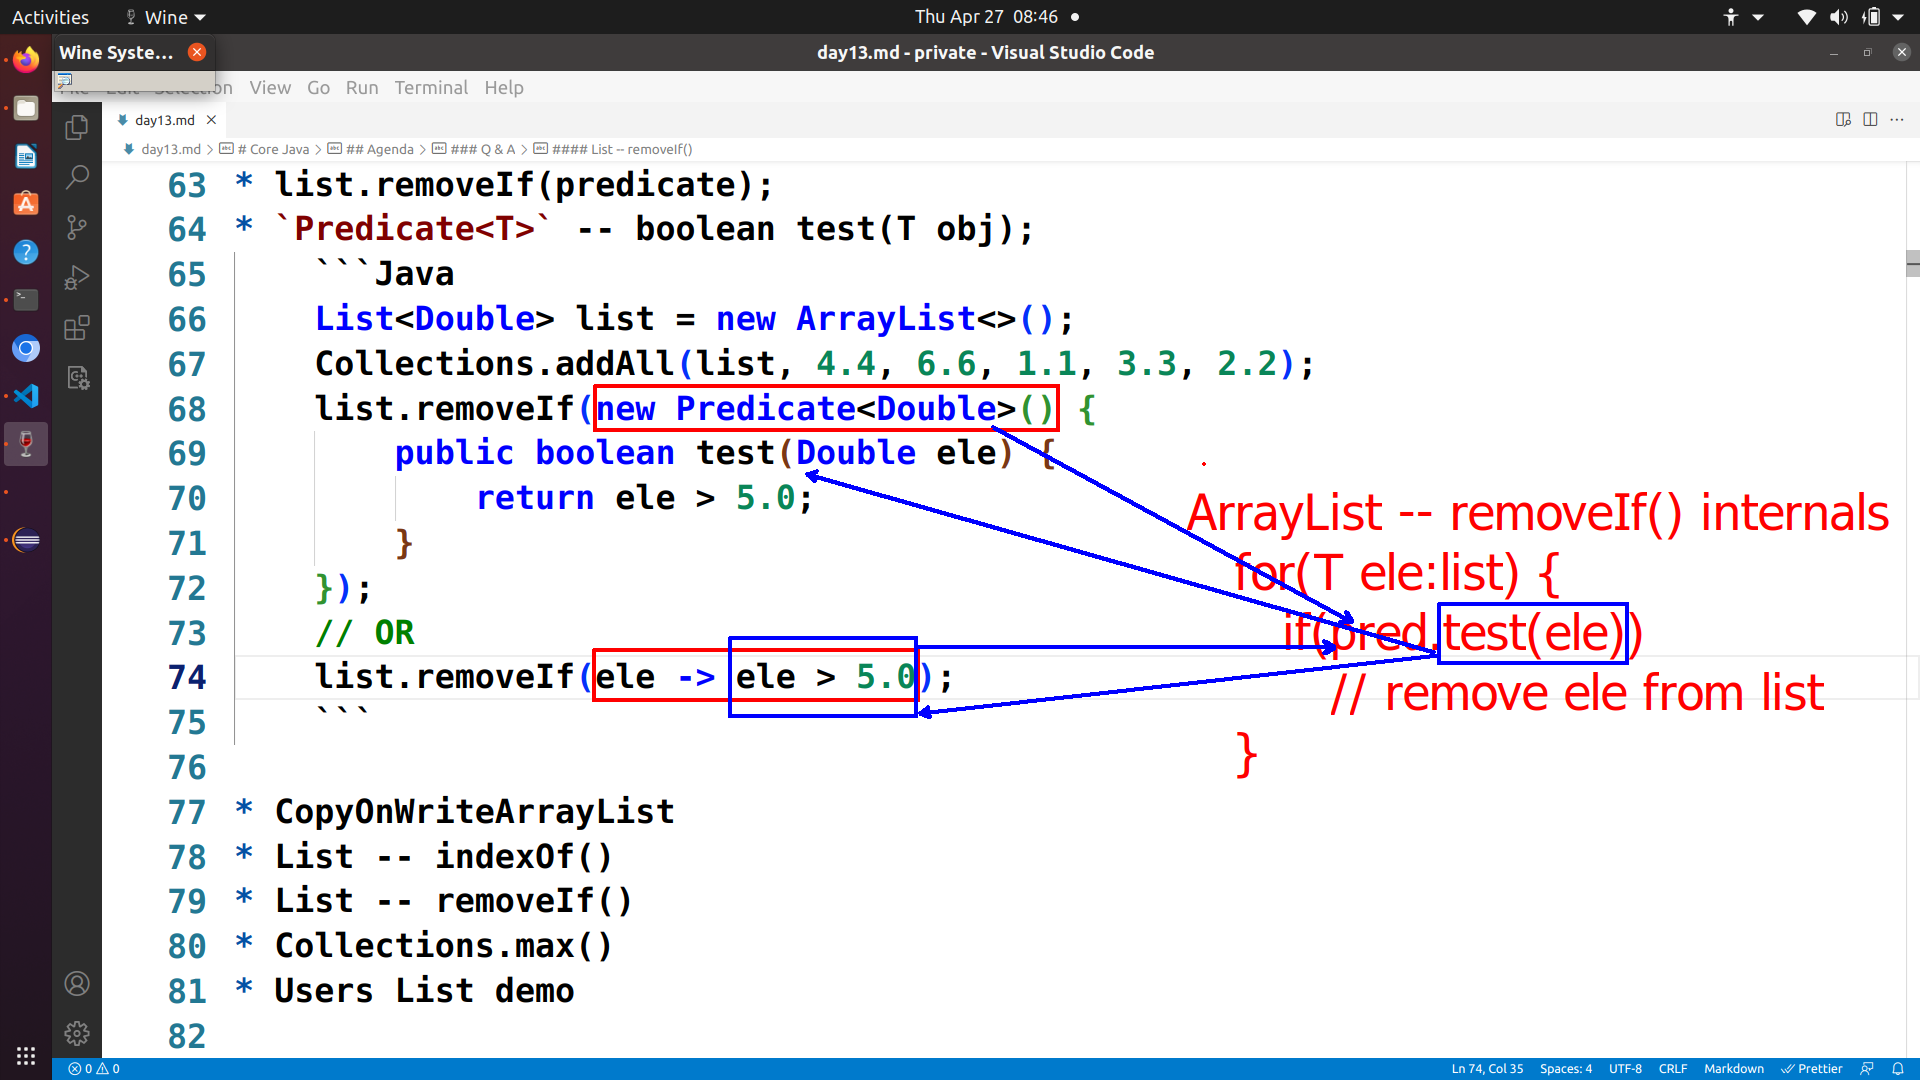 Activities
Wine
Thu Apr 27 08:46
Wine Syste...
day13.md - private - Visual Studio Code
Selection View Go Run Terminal Help
day13.md
day13.md > # Core Java > ## Agenda > ### Q & A > #### List -- removeIf()
63 * list.removeIf(predicate);
64 * `Predicate<T>` -- boolean test(T obj);
65 ```Java
66 List<Double> list = new ArrayList<>();
67 Collections.addAll(list, 4.4, 6.6, 1.1, 3.3, 2.2);
68 list.removeIf(new Predicate<Double>() {
69 public boolean test(Double ele) {
70 return ele > 5.0;
71 }
72 });
73 // OR
74 list.removeIf(ele -> ele > 5.0);
75 ```
76
77 * CopyOnWriteArrayList
78 * List -- indexOf()
79 * List -- removeIf()
80 * Collections.max()
81 * Users List demo
82
ArrayList -- removeIf() internals
for(T ele:list) {
if(pred.test(ele))
// remove ele from list
}
0 0
Ln 74, Col 35 Spaces: 4 UTF-8 CRLF Markdown Prettier